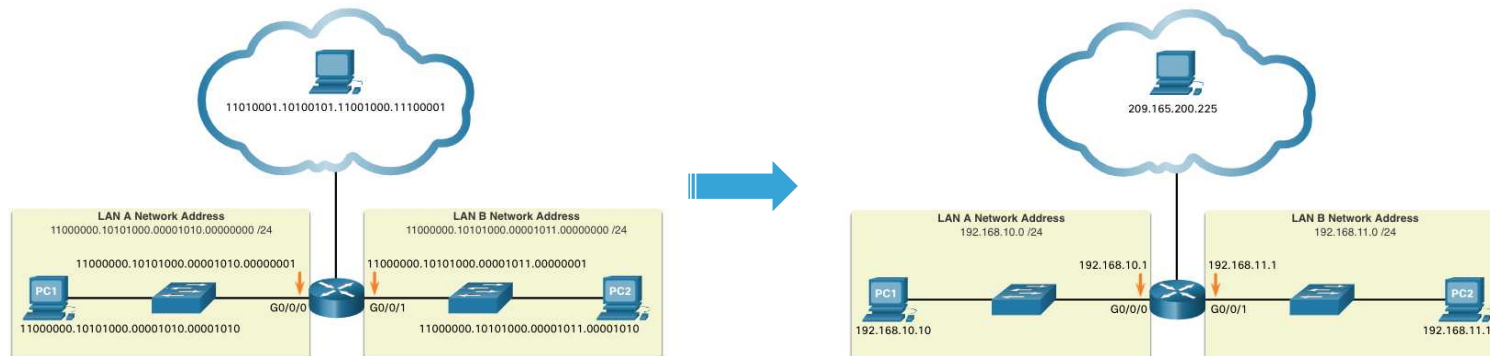 11010001.10100101.11001000.11100001
LAN A Network Address
11000000.10101000.00001010.00000000 /24
LAN B Network Address
11000000.10101000.00001011.00000000 /24
11000000.10101000.00001010.00000001
11000000.10101000.00001011.00000001
PC1
PC2
G0/0/0
G0/0/1
11000000.10101000.00001010.00001010
11000000.10101000.00001011.00001010
209.165.200.225
LAN A Network Address
192.168.10.0 /24
LAN B Network Address
192.168.11.0 /24
192.168.10.1
192.168.11.1
PC1
PC2
G0/0/0
G0/0/1
192.168.10.10
192.168.11.1